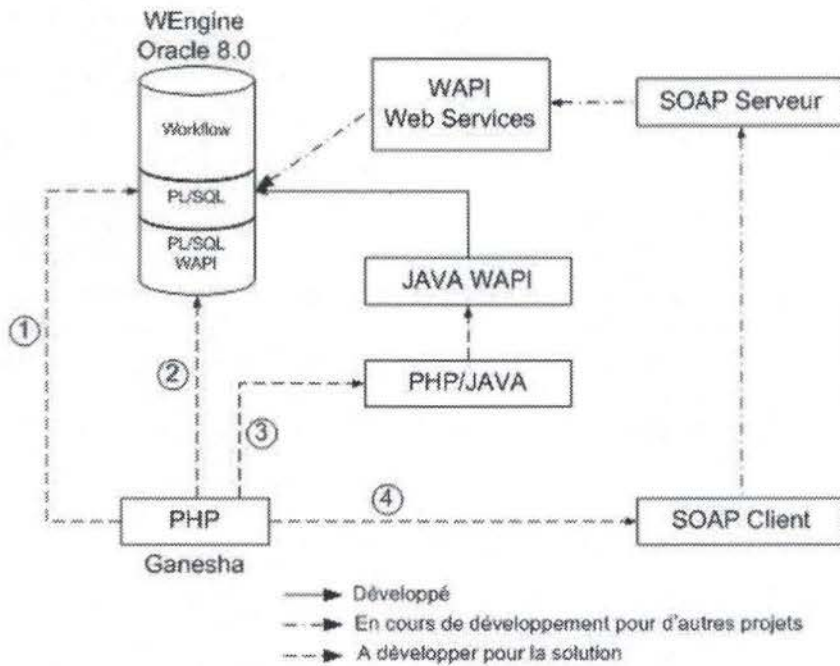 WEngine
Oracle 8.0
Workflow
PL/SQL
PL/SQL
WAPI
WAPI
Web Services
SOAP Serveur
JAVA WAPI
PHP/JAVA
1
2
3
4
PHP
Ganesha
SOAP Client
Développé
En cours de développement pour d'autres projets
A développer pour la solution